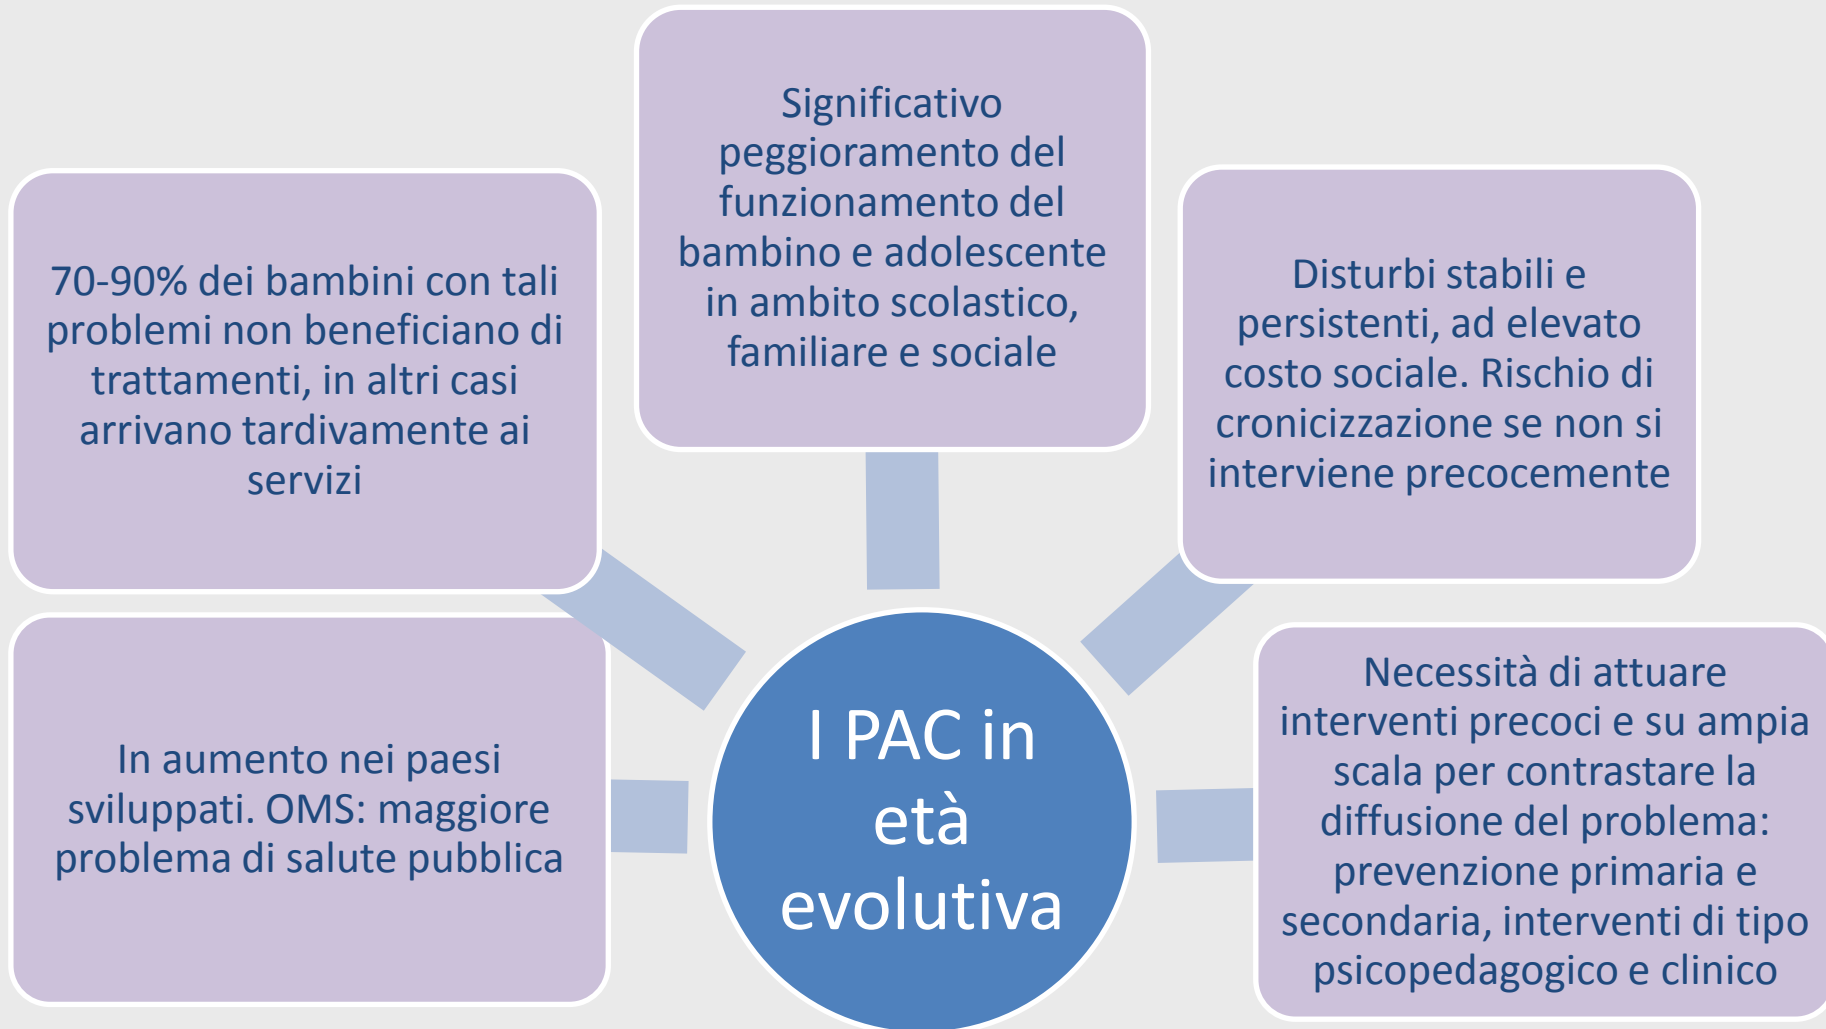 Significativo
peggioramento del
funzionamento del
bambino e adolescente
in ambito scolastico,
familiare e sociale
70-90% dei bambini con tali
problemi non beneficiano di
trattamenti, in altri casi
arrivano tardivamente ai
servizi
Disturbi stabili e
persistenti, ad elevato
costo sociale. Rischio di
cronicizzazione se non si
interviene precocemente
In aumento nei paesi
sviluppati. OMS: maggiore
problema di salute pubblica
I PAC in
età
evolutiva
Necessità di attuare
interventi precoci e su ampia
scala per contrastare la
diffusione del problema:
prevenzione primaria e
secondaria, interventi di tipo
psicopedagogico e clinico